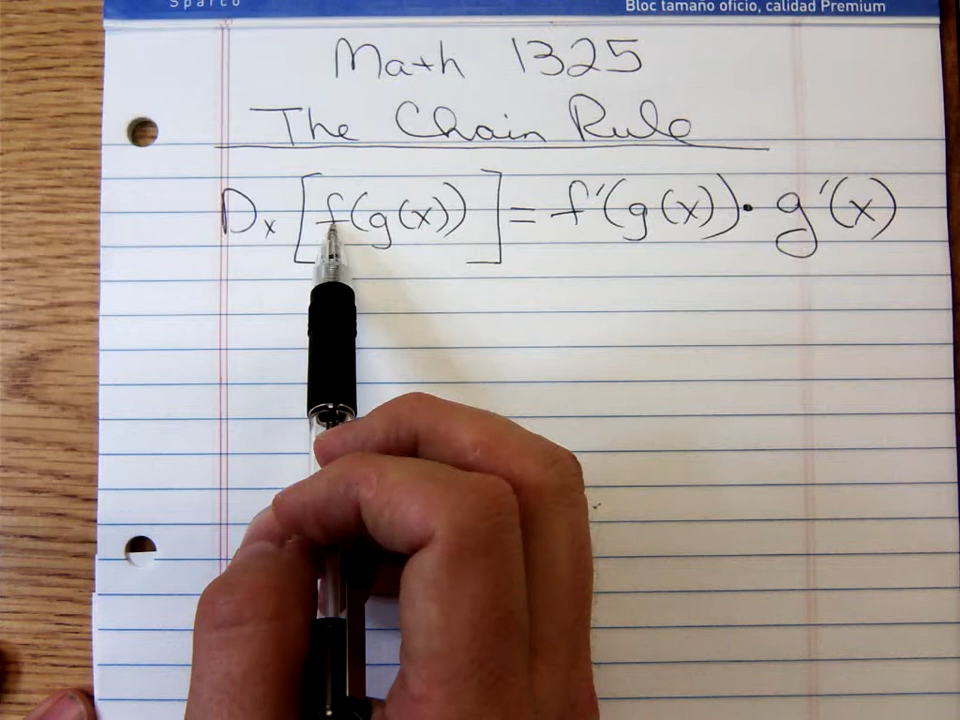 Sparco
Bloc tamaño oficio, calidad Premium
Math 1325
The Chain Rule
Dx [f(g(x))] = f'(g(x)) · g'(x)